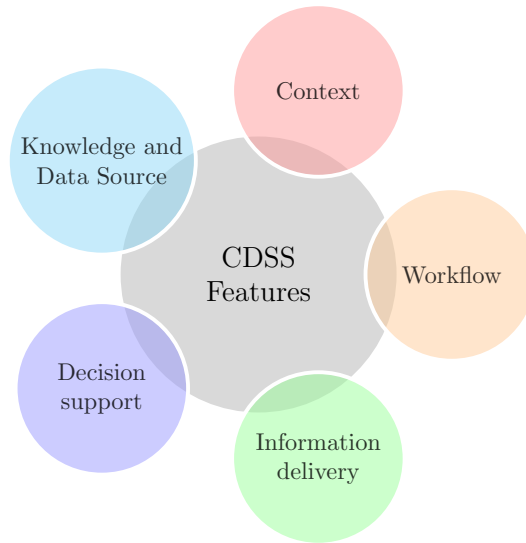 Context
Knowledge and
Data Source
CDSS
Features
Workflow
Decision
support
Information
delivery